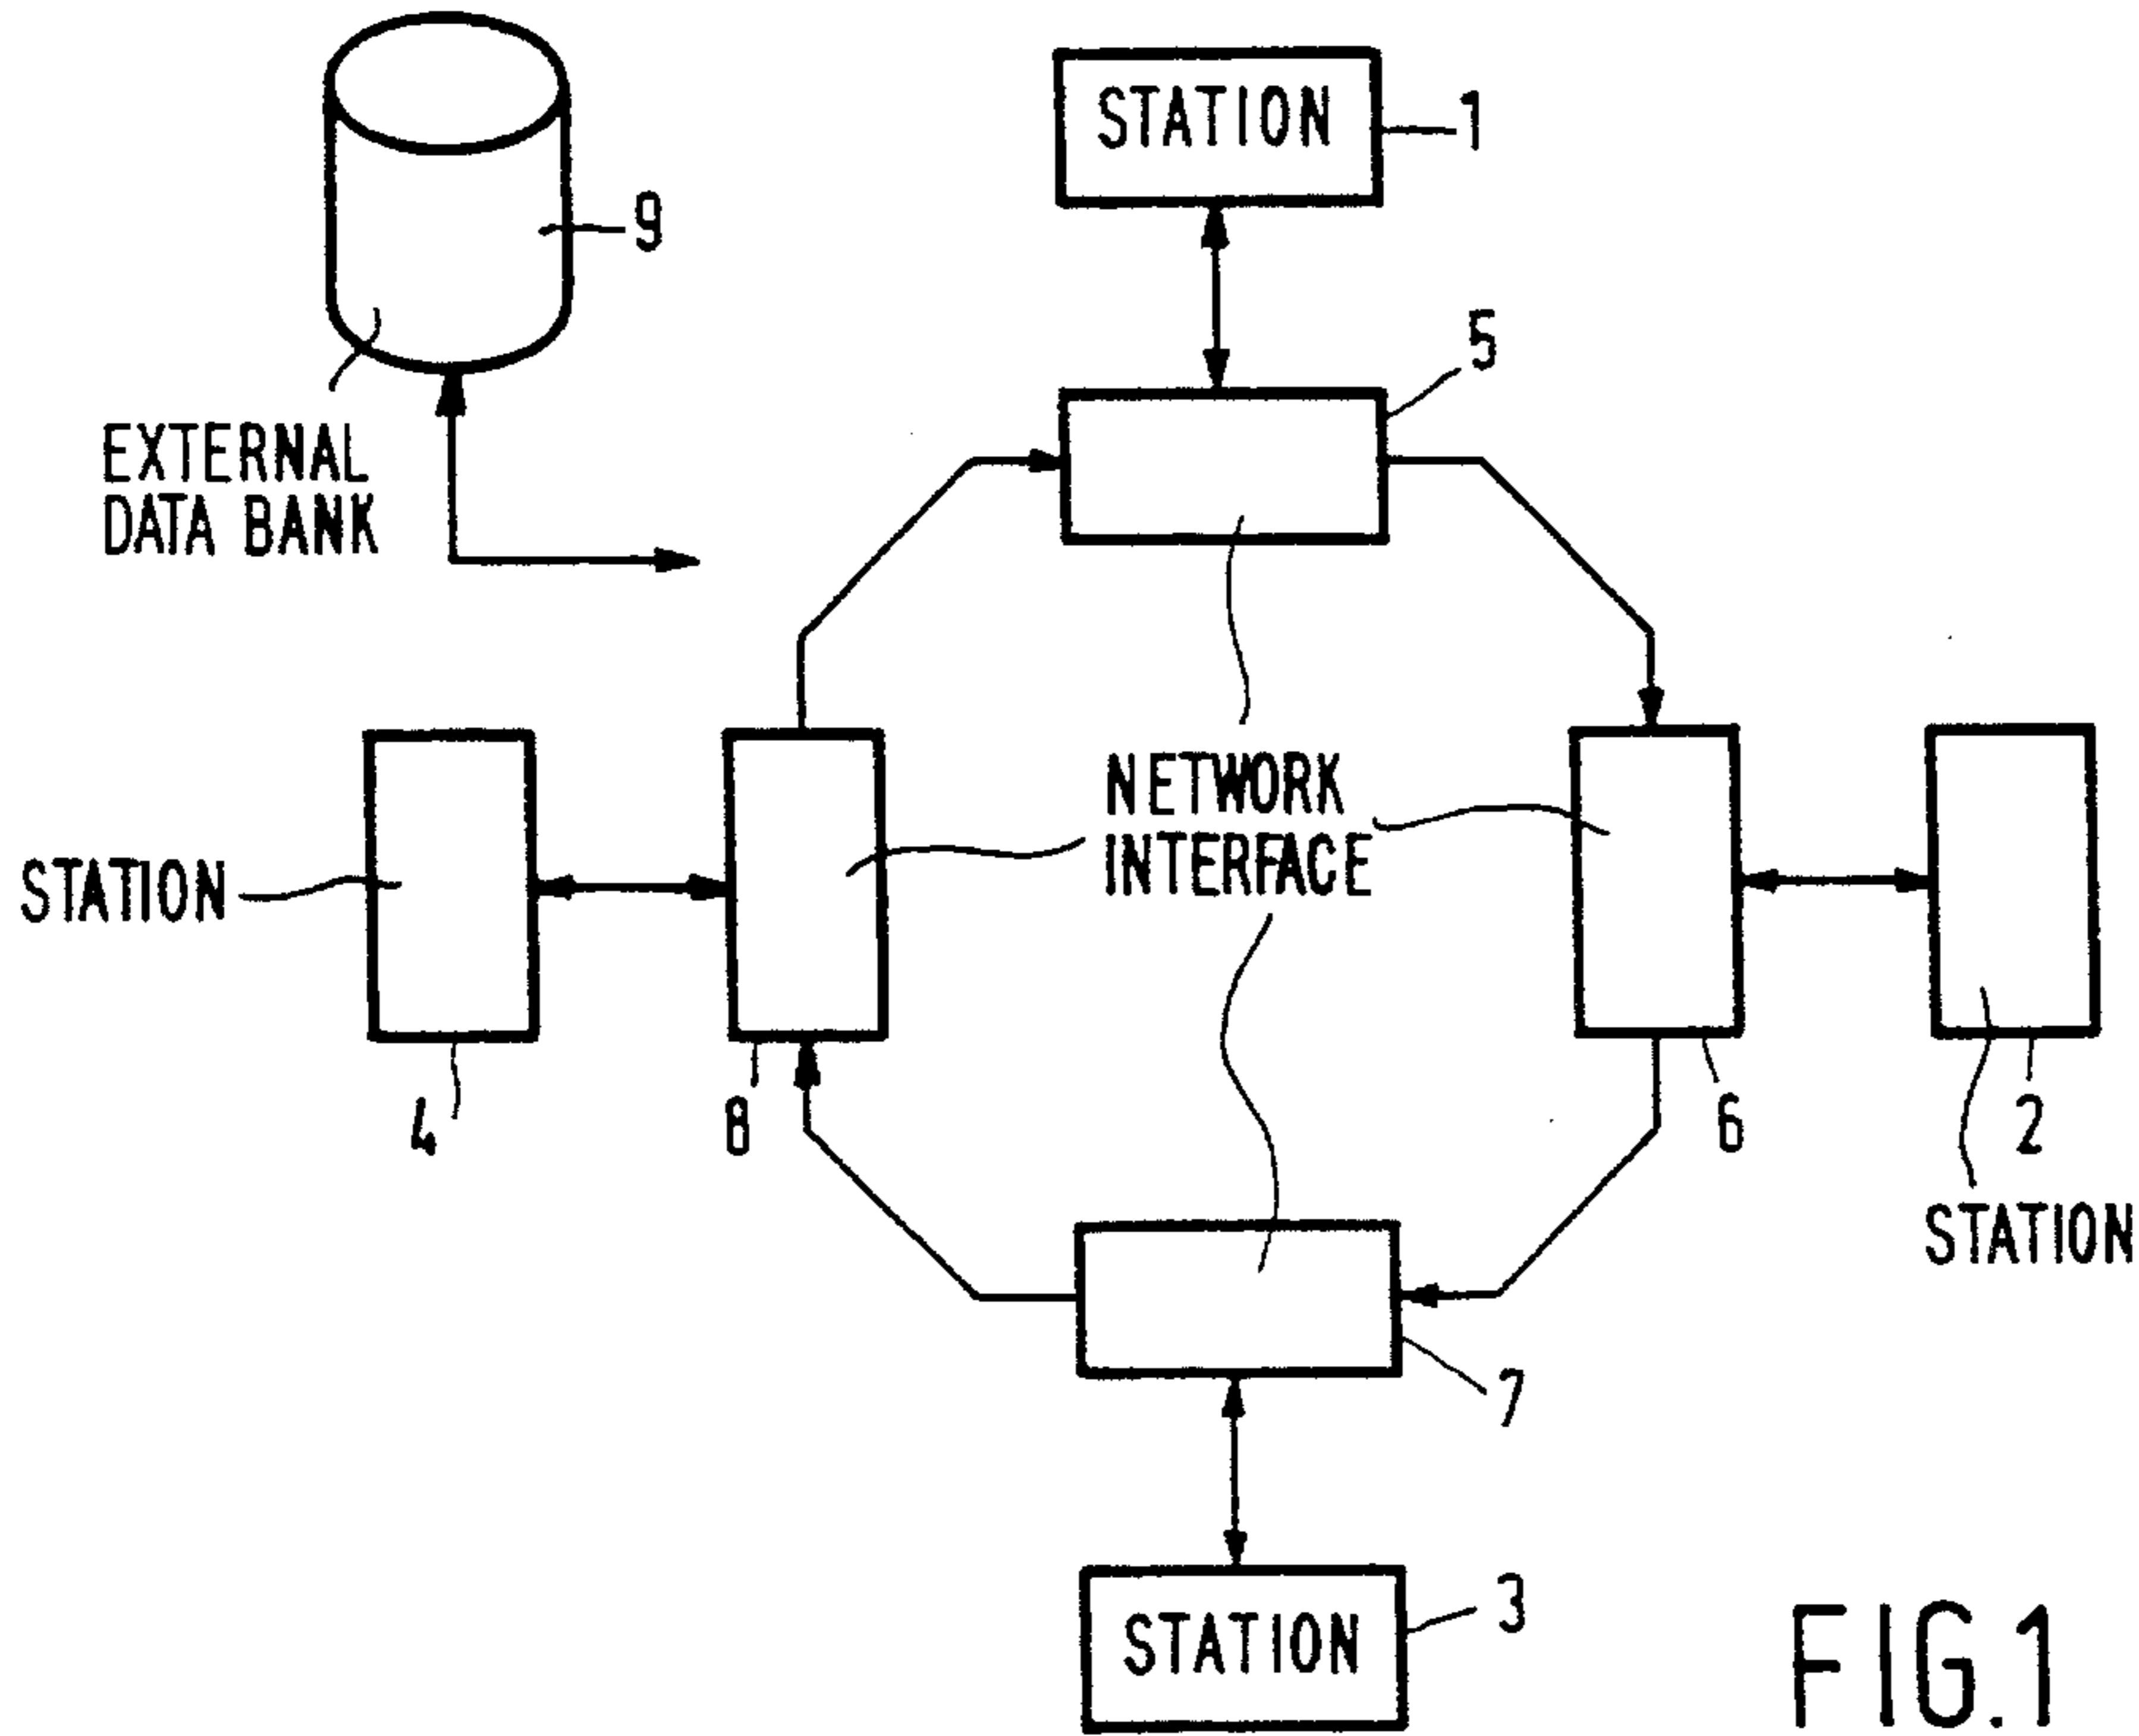 STATION
1
9
5
EXTERNAL
DATA BANK
NETWORK
INTERFACE
STATION
4
8
6
2
STATION
7
3
STATION
FIG.1